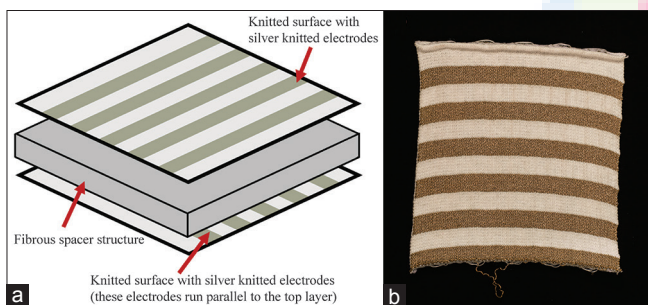 Knitted surface with
silver knitted electrodes
Fibrous spacer structure
Knitted surface with silver knitted electrodes
(these electrodes run parallel to the top layer)
a
b